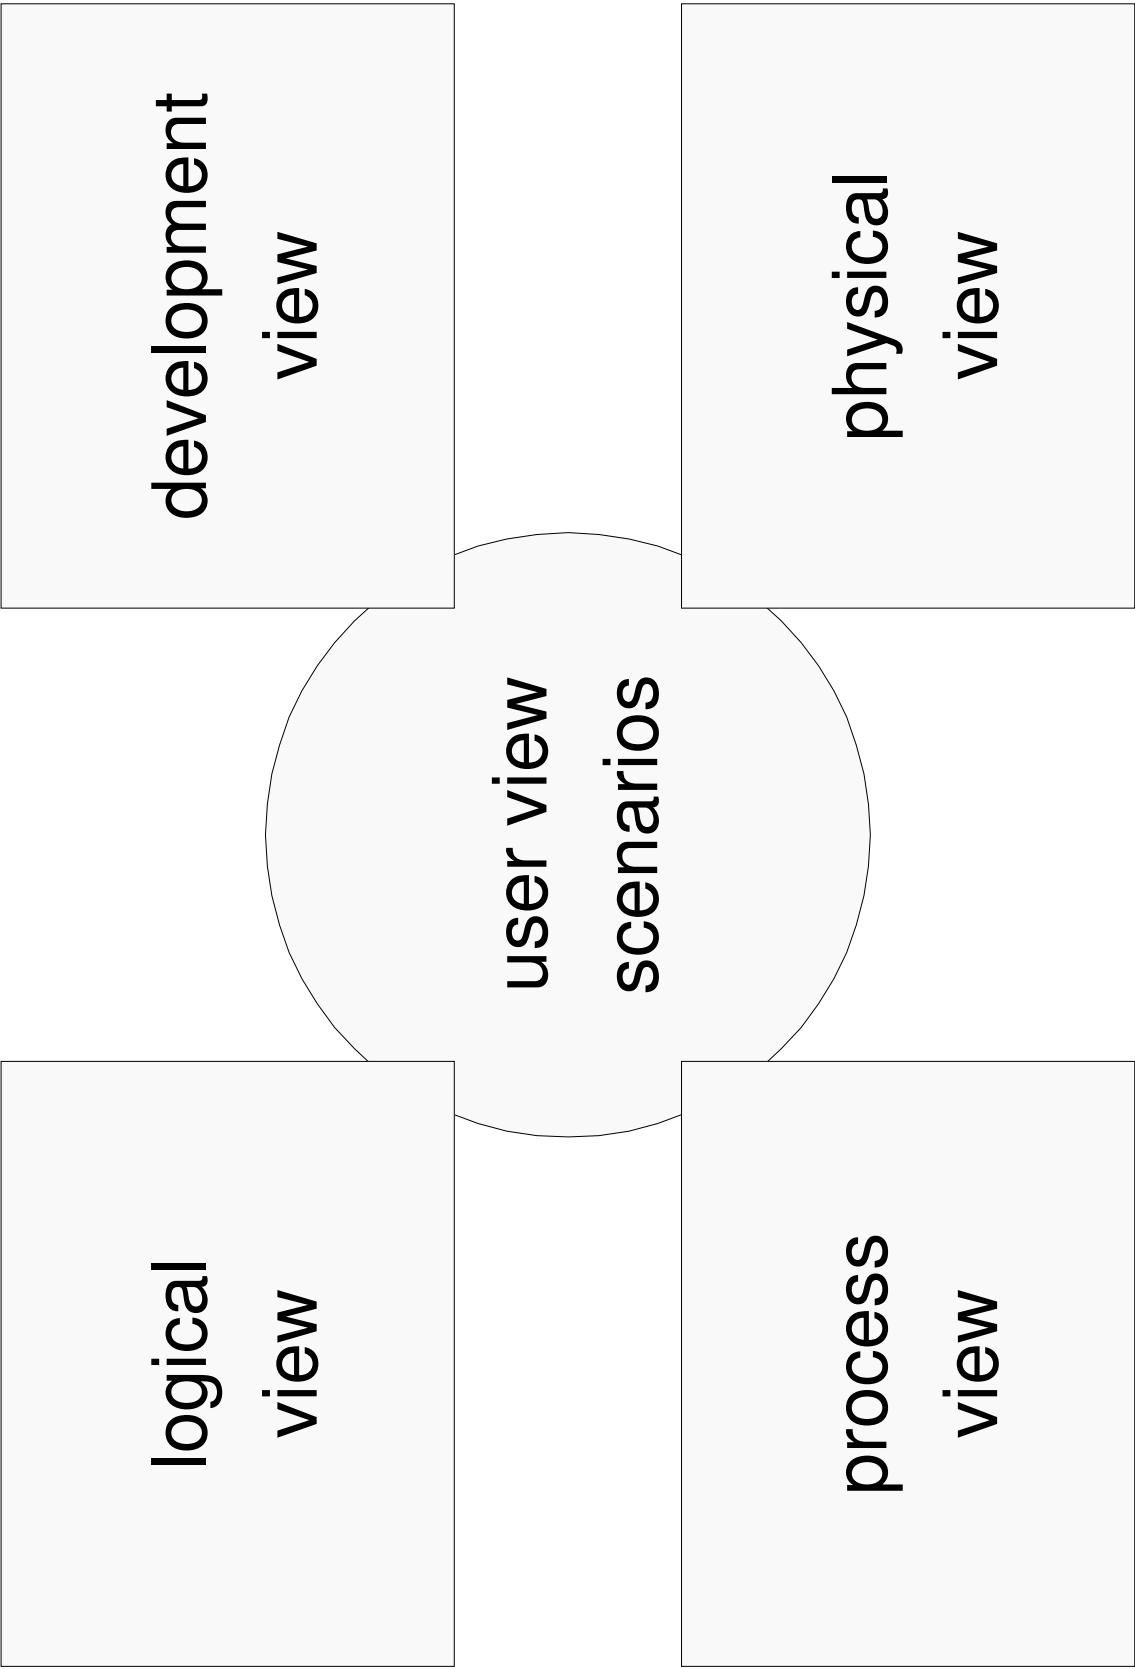 logical
view
development
view
user view
scenarios
process
view
physical
view